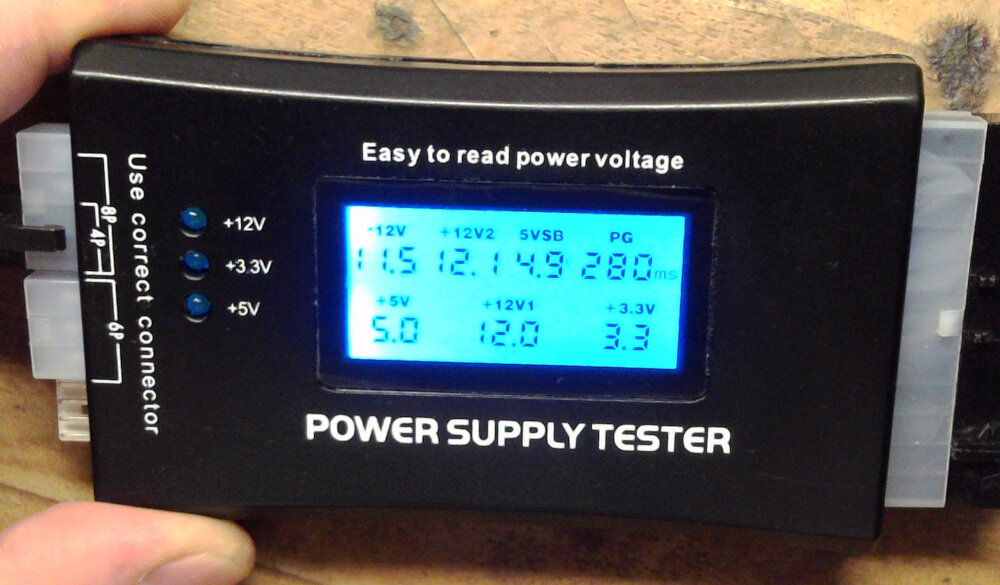 Easy to read power voltage
Use correct connector
8P
4P
6P
+12V
+3.3V
+5V
-12V +12V2 5VSB PG
11.5 12.1 4.9 280ms
+5V +12V1 +3.3V
5.0 12.0 3.3
POWER SUPPLY TESTER